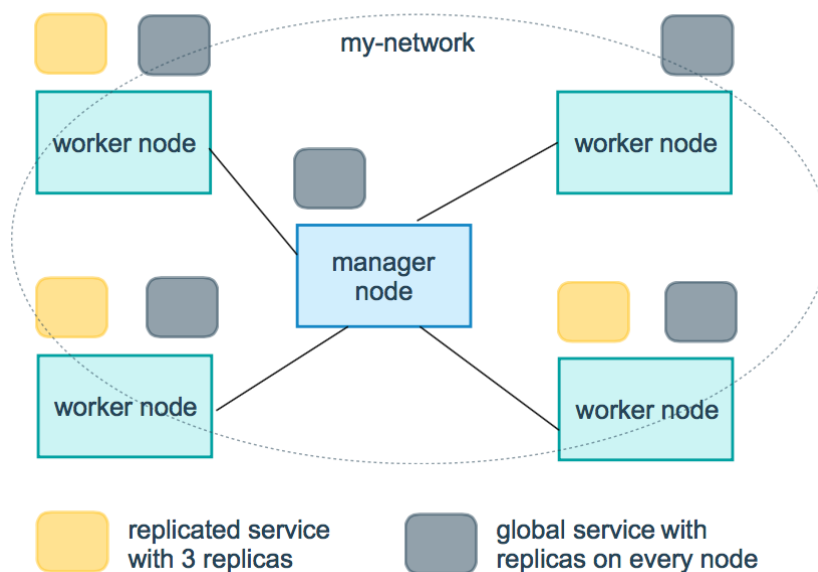 my-network
worker node
worker node
manager
node
worker node
worker node
replicated service
with 3 replicas
global service with
replicas on every node